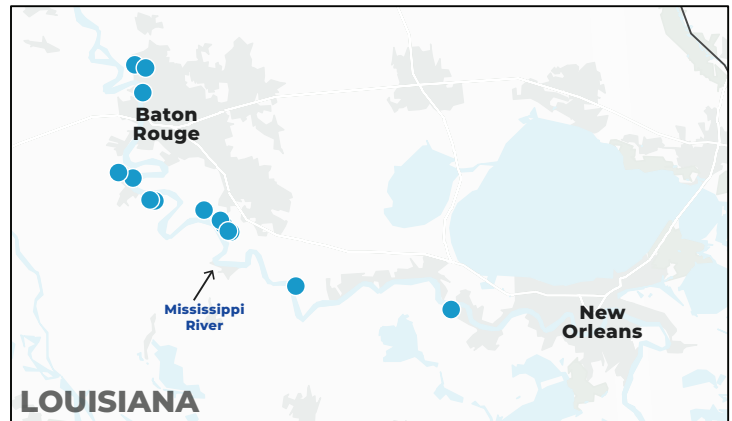 Baton
Rouge
Mississippi
River
New
Orleans
LOUISIANA